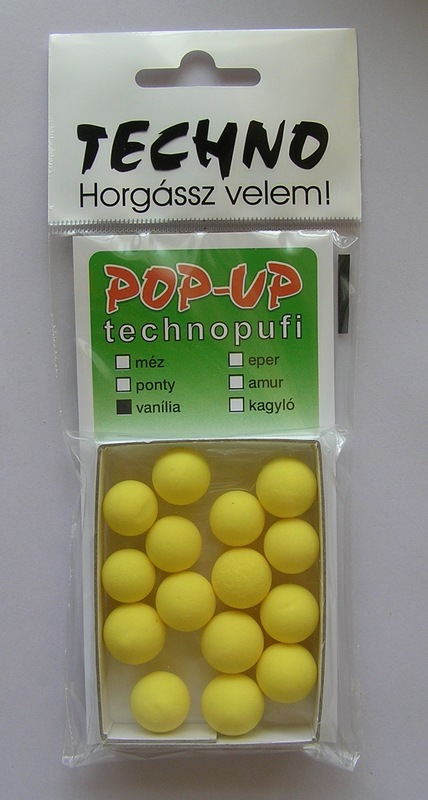 TECHNO
Horgássz velem!
POP-UP
technopufi
méz
eper
ponty
amur
vanília
kagyló